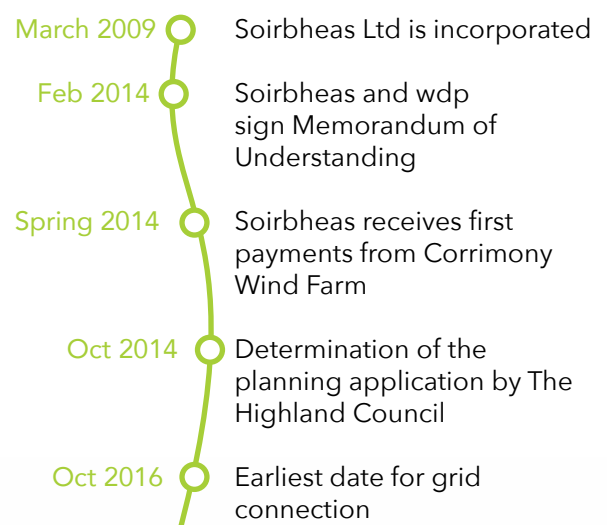 March 2009 Soirbheas Ltd is incorporated
Feb 2014 Soirbheas and wdp
sign Memorandum of
Understanding
Spring 2014 Soirbheas receives first
payments from Corrimony
Wind Farm
Oct 2014 Determination of the
planning application by The
Highland Council
Oct 2016 Earliest date for grid
connection